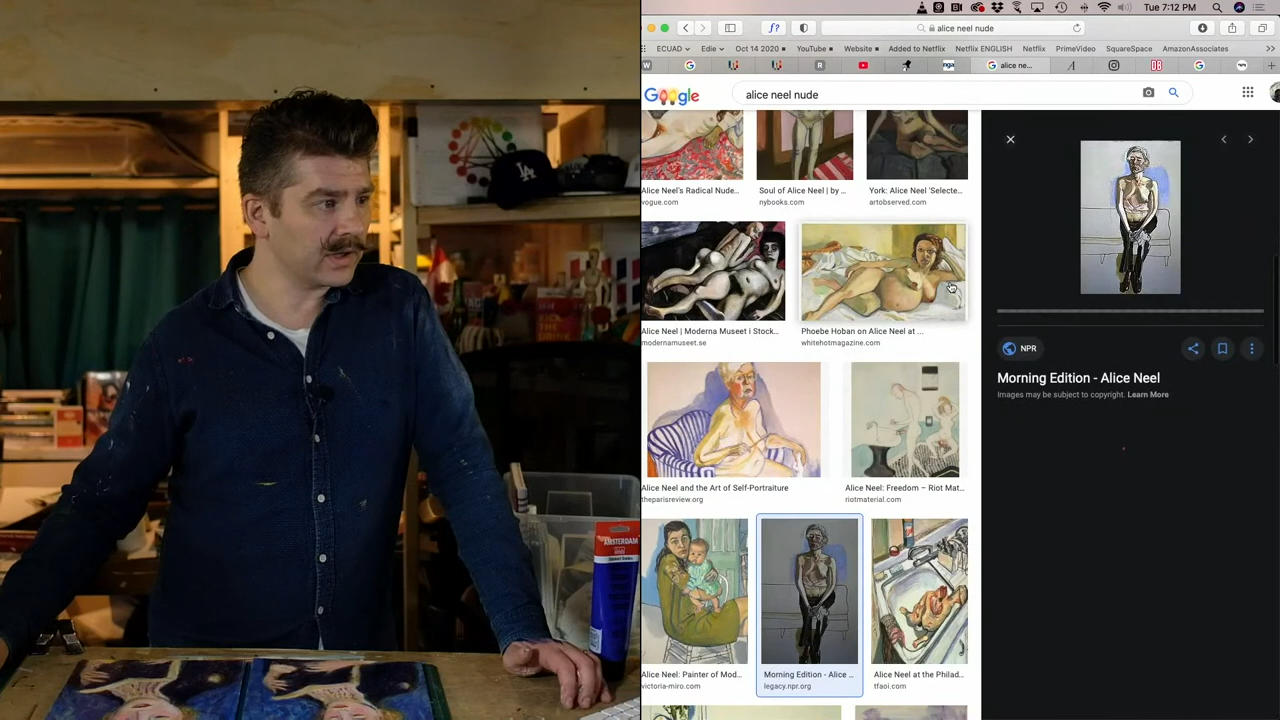 Tue 7:12 PM
alice neel nude
ECUAD
Edie
Oct 14 2020
YouTube
Website
Added to Netflix
Netflix ENGLISH
Netflix
PrimeVideo
SquareSpace
AmazonAssociates
alice ne...
Google
alice neel nude
LA
Alice Neel's Radical Nude...
vogue.com
Soul of Alice Neel | by ...
nybooks.com
York: Alice Neel 'Selecte...
artobserved.com
Alice Neel | Moderna Museet i Stock...
modernamuseet.se
Phoebe Hoban on Alice Neel at ...
whitehotmagazine.com
NPR
Morning Edition - Alice Neel
Images may be subject to copyright. Learn More
Alice Neel and the Art of Self-Portraiture
theparisreview.org
Alice Neel: Freedom – Riot Mat...
riotmaterial.com
AMSTERDAM
Alice Neel: Painter of Mod...
victoria-miro.com
Morning Edition - Alice ...
legacy.npr.org
Alice Neel at the Philad...
tfaoi.com